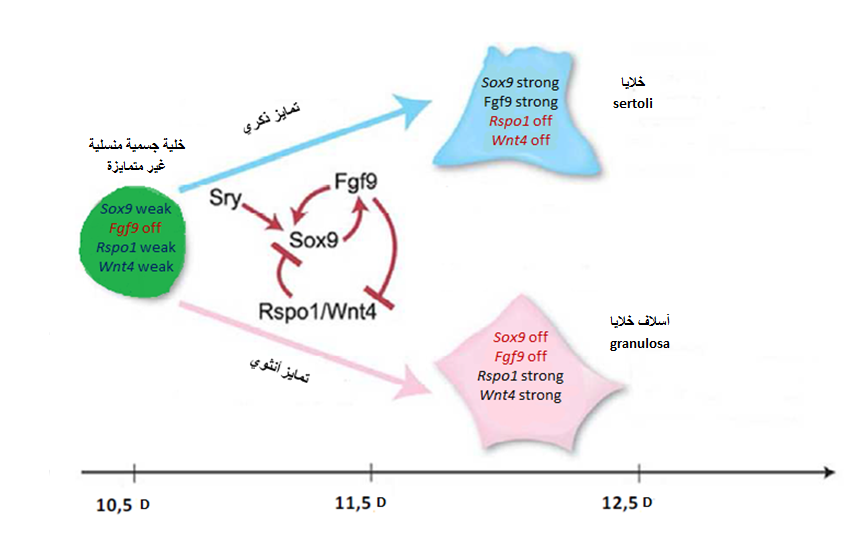 خلية جسمية منسلية
غير متمايزة
Sox9 weak
Fgf9 off
Rspo1 weak
Wnt4 weak
تمايز ذكري
Sry
Fgf9
Sox9
Rspo1/Wnt4
تمايز أنثوي
Sox9 strong
Fgf9 strong
Rspo1 off
Wnt4 off
خلايا
sertoli
Sox9 off
Fgf9 off
Rspo1 strong
Wnt4 strong
أسلاف خلايا
granulosa
10,5 D
11,5 D
12,5 D